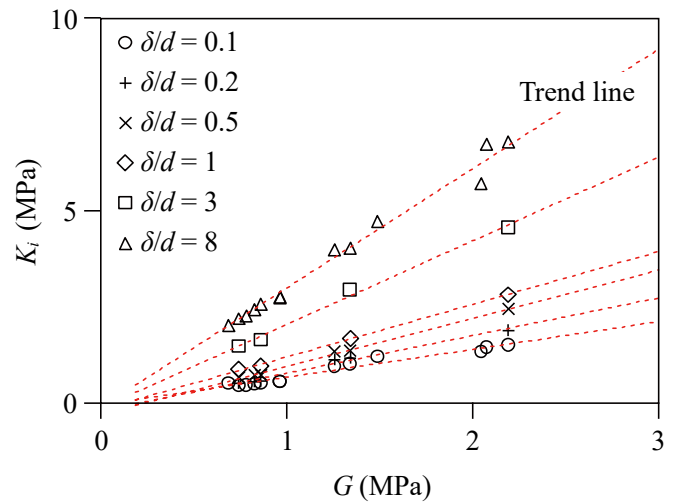 10
δ/d = 0.1
δ/d = 0.2
δ/d = 0.5
δ/d = 1
δ/d = 3
δ/d = 8
Trend line
5
0
K_i (MPa)
0 1 2 3
G (MPa)